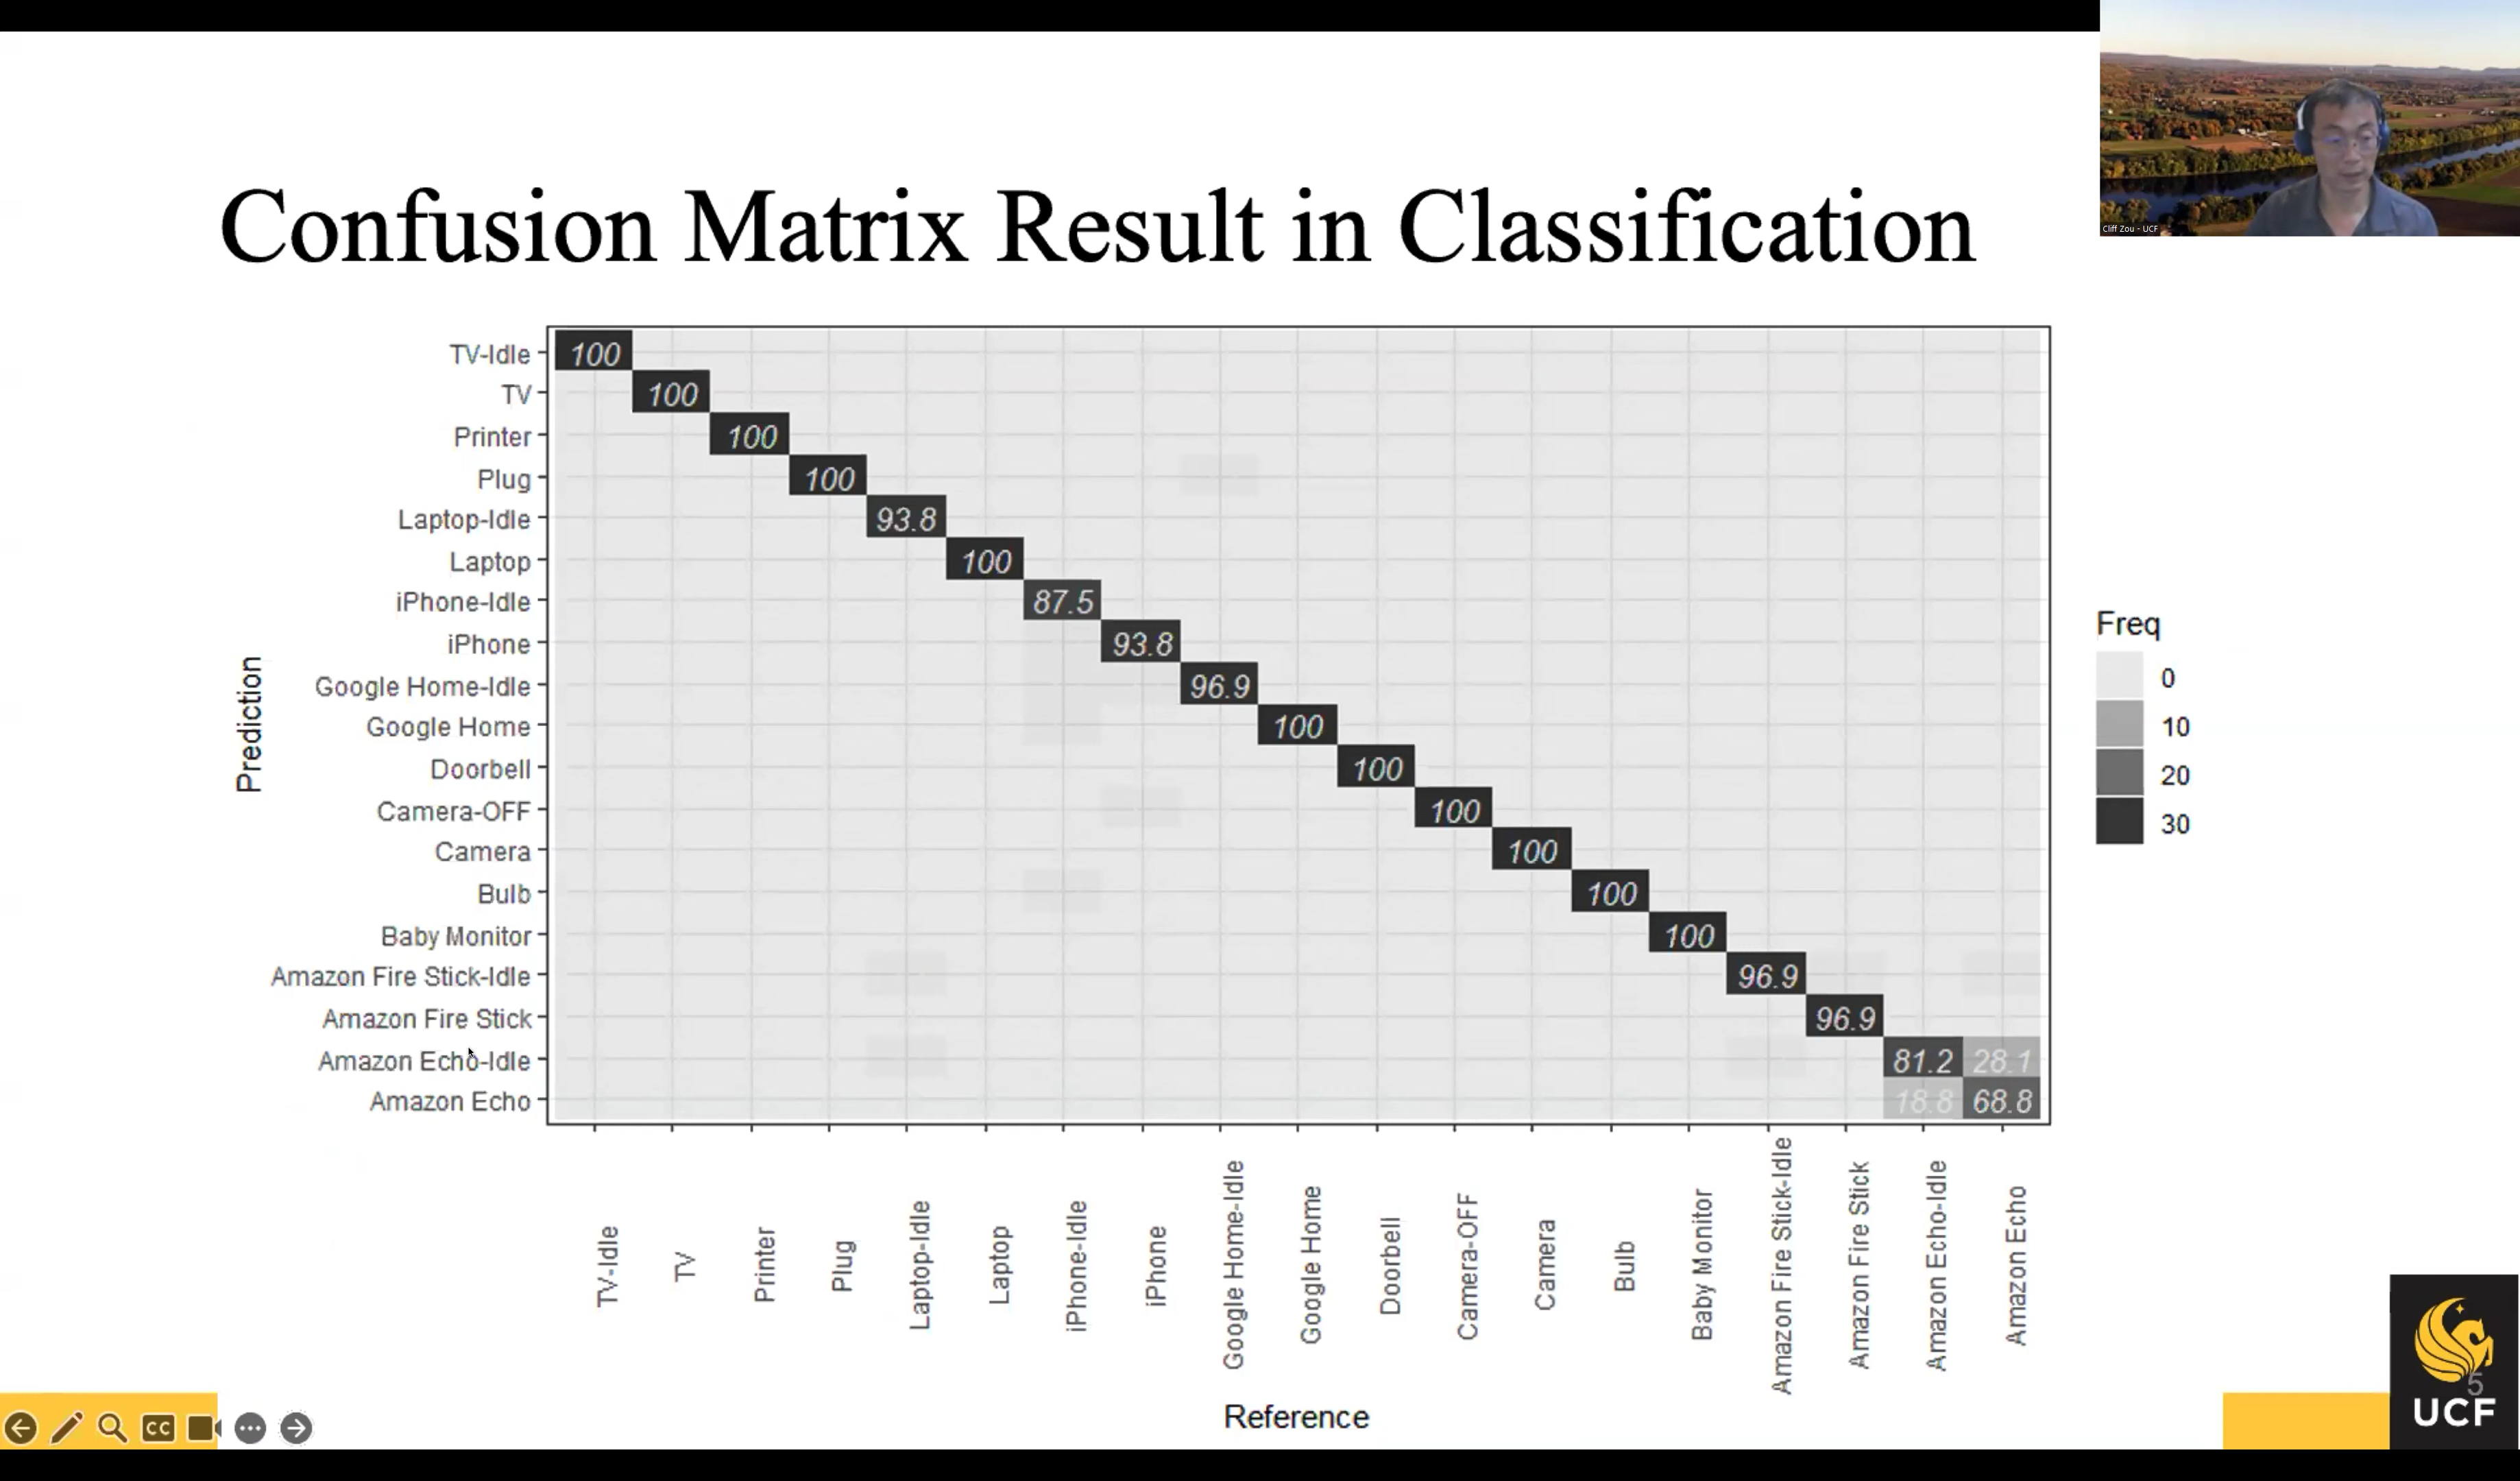 Cliff Zou - UCF
Confusion Matrix Result in Classification
Prediction
TV-Idle
TV
Printer
Plug
Laptop-Idle
Laptop
iPhone-Idle
iPhone
Google Home-Idle
Google Home
Doorbell
Camera-OFF
Camera
Bulb
Baby Monitor
Amazon Fire Stick-Idle
Amazon Fire Stick
Amazon Echo-Idle
Amazon Echo
100
100
100
100
93.8
100
87.5
93.8
96.9
100
100
100
100
100
100
96.9
96.9
81.2 28.1
18.8 68.8
Freq
0
10
20
30
TV-Idle
TV
Printer
Plug
Laptop-Idle
Laptop
iPhone-Idle
iPhone
Google Home-Idle
Google Home
Doorbell
Camera-OFF
Camera
Bulb
Baby Monitor
Amazon Fire Stick-Idle
Amazon Fire Stick
Amazon Echo-Idle
Amazon Echo
Reference
CC
5
UCF